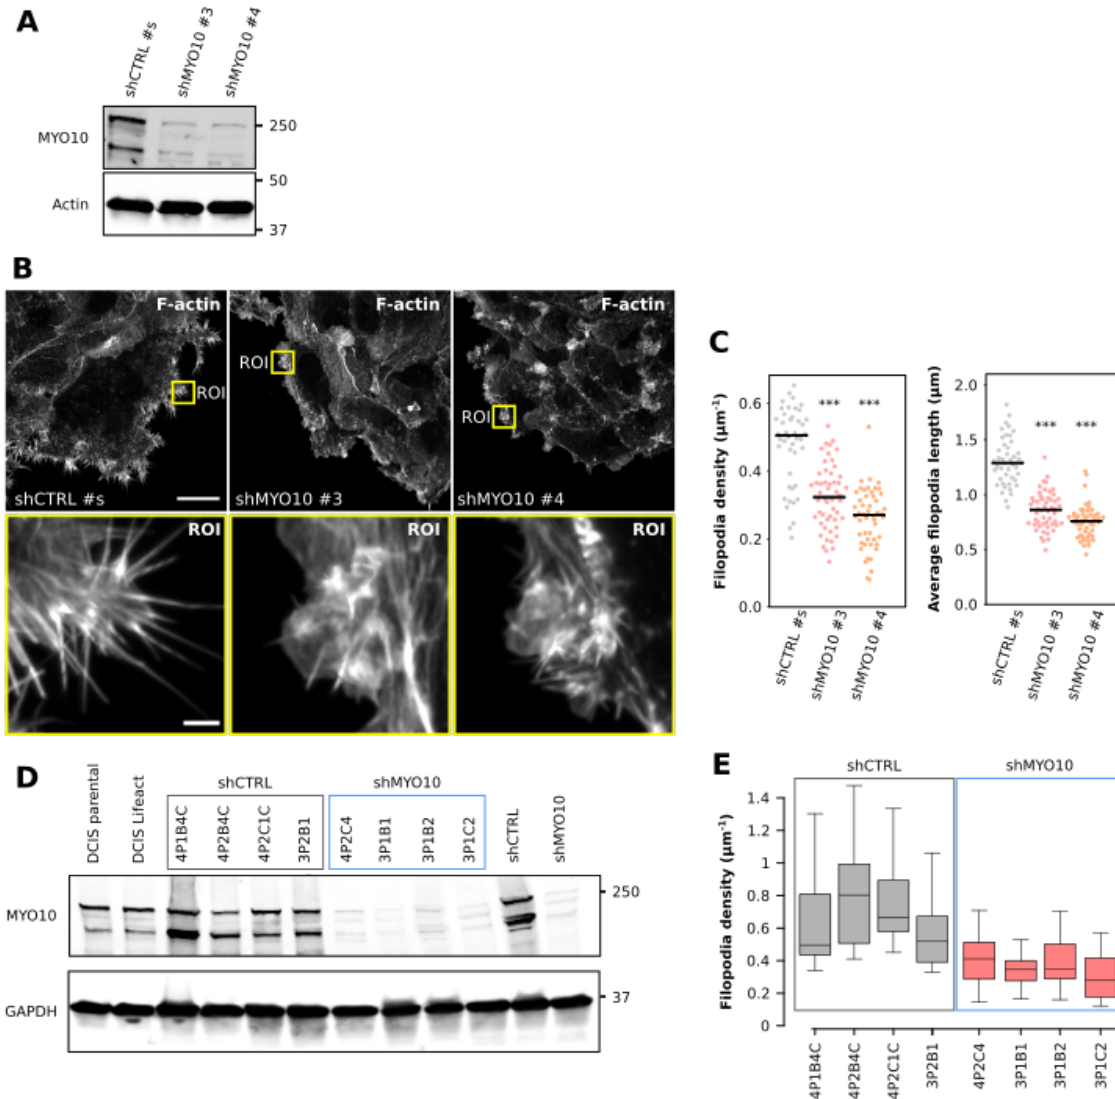 A
shCTRL #s
shMYO10 #3
shMYO10 #4
MYO10
250
Actin
50
37
B
F-actin
F-actin
F-actin
ROI
ROI
ROI
shCTRL #s
shMYO10 #3
shMYO10 #4
ROI
ROI
ROI
C
Filopodia density (µm⁻¹)
0.6
0.4
0.2
0.0
*** ***
shCTRL #s
shMYO10 #3
shMYO10 #4
Average filopodia length (µm)
2.0
1.5
1.0
0.5
0.0
*** ***
shCTRL #s
shMYO10 #3
shMYO10 #4
D
DCIS parental
DCIS Lifeact
shCTRL
4P1B4C
4P2B4C
4P2C1C
3P2B1
shMYO10
4P2C4
3P1B1
3P1B2
3P1C2
shCTRL
shMYO10
MYO10
250
GAPDH
37
E
shCTRL
shMYO10
Filopodia density (µm⁻¹)
1.4
1.2
1
0.8
0.6
0.4
0.2
0
4P1B4C
4P2B4C
4P2C1C
3P2B1
4P2C4
3P1B1
3P1B2
3P1C2